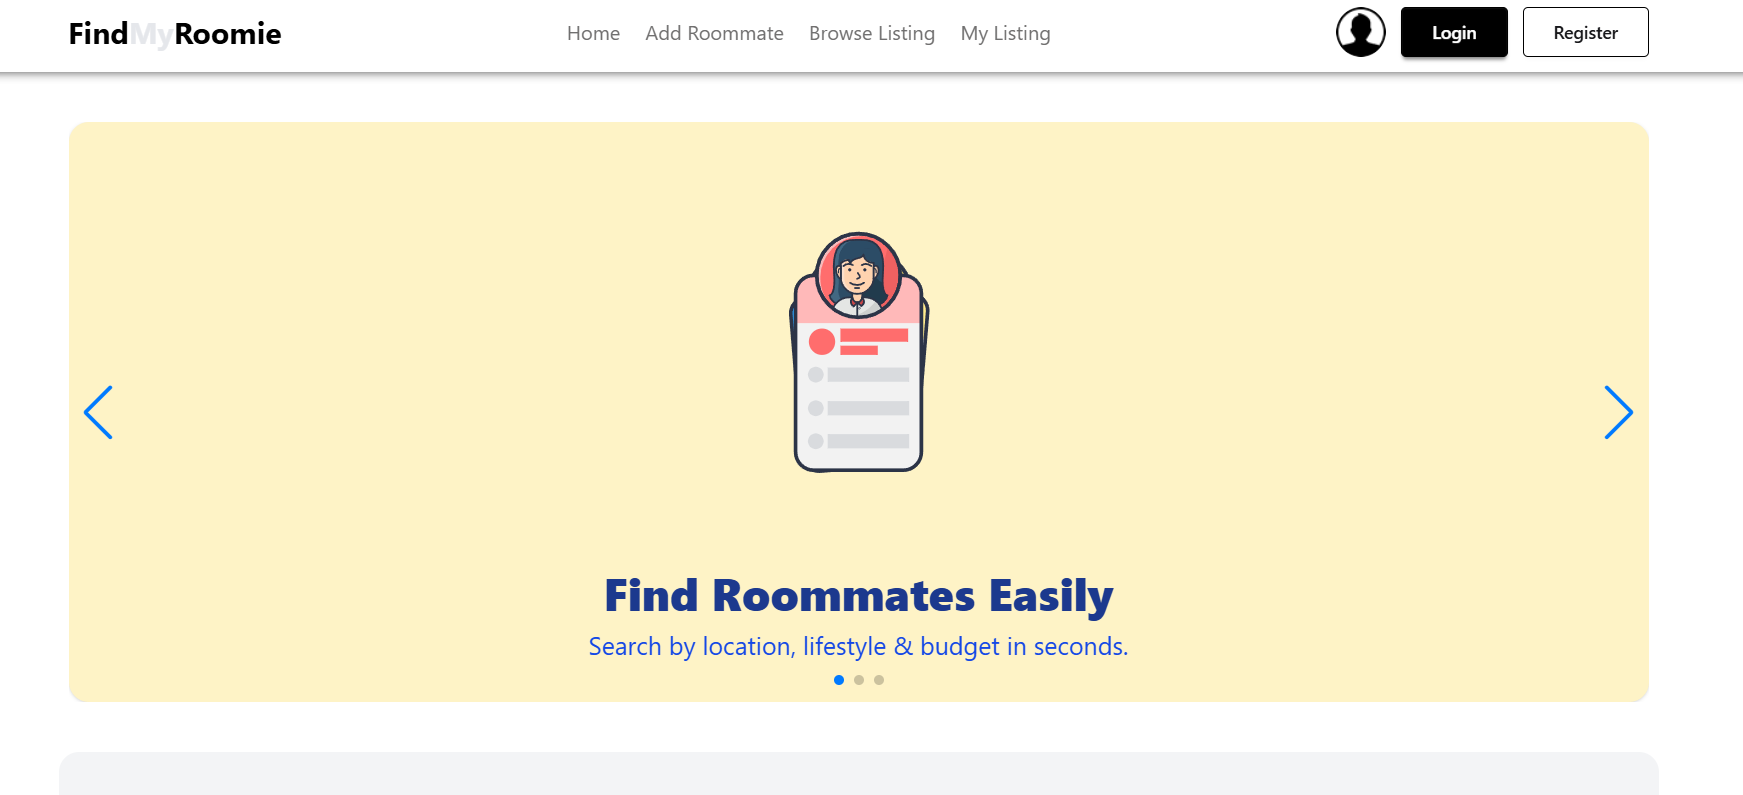 FindMyRoomie
Home Add Roommate Browse Listing My Listing
Login Register
Find Roommates Easily
Search by location, lifestyle & budget in seconds.